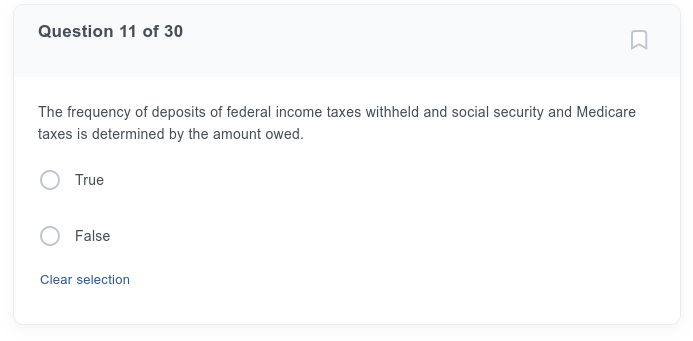 Question 11 of 30
The frequency of deposits of federal income taxes withheld and social security and Medicare
taxes is determined by the amount owed.
True
False
Clear selection